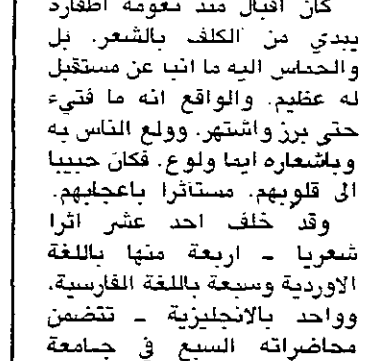 كان اقبال منذ نعومة اظفاره
يبدي من الكلف بالشعر. بل
والحماس اليه ما انبا عن مستقبل
له عظيم. والواقع انه ما فتيء
حتى برز واشتهر. وولع الناس به
وباشعاره ايما ولوع. فكان حبيبا
الى قلوبهم. مستاثرا باعجابهم.
وقد خلف احد عشر اثرا
شعريا - اربعة منها باللغة
الاوردية وسبعة باللغة الفارسية.
وواحد بالانجليزية - تتضمن
محاضراته السبع في جامعة